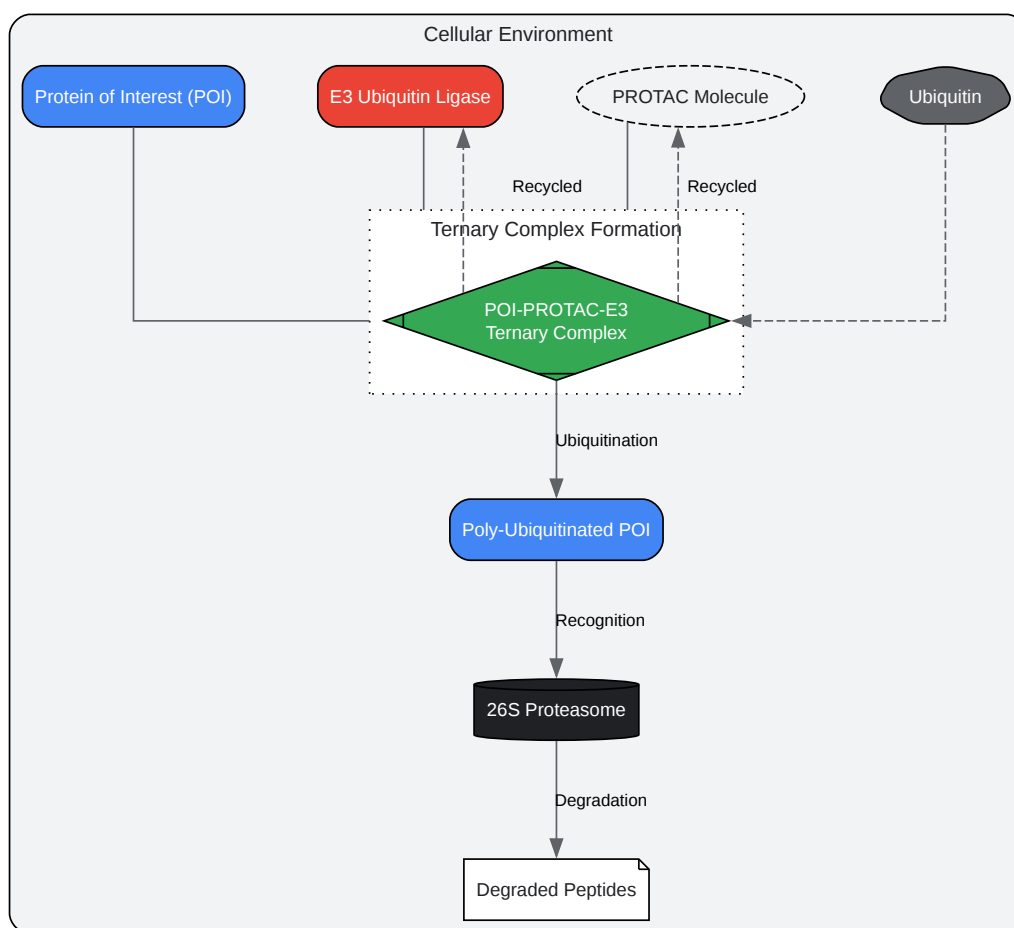 Cellular Environment
Protein of Interest (POI)
E3 Ubiquitin Ligase
PROTAC Molecule
Ubiquitin
Recycled
Recycled
Ternary Complex Formation
POI-PROTAC-E3
Ternary Complex
Ubiquitination
Poly-Ubiquitinated POI
Recognition
26S Proteasome
Degradation
Degraded Peptides